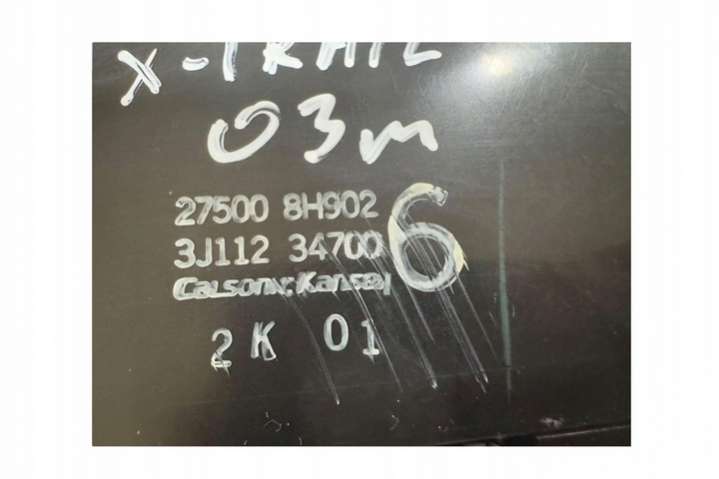 X-TRAIL
03m
27500 8H902
3J112 34700
6
Calsonic Kansei
2K 01